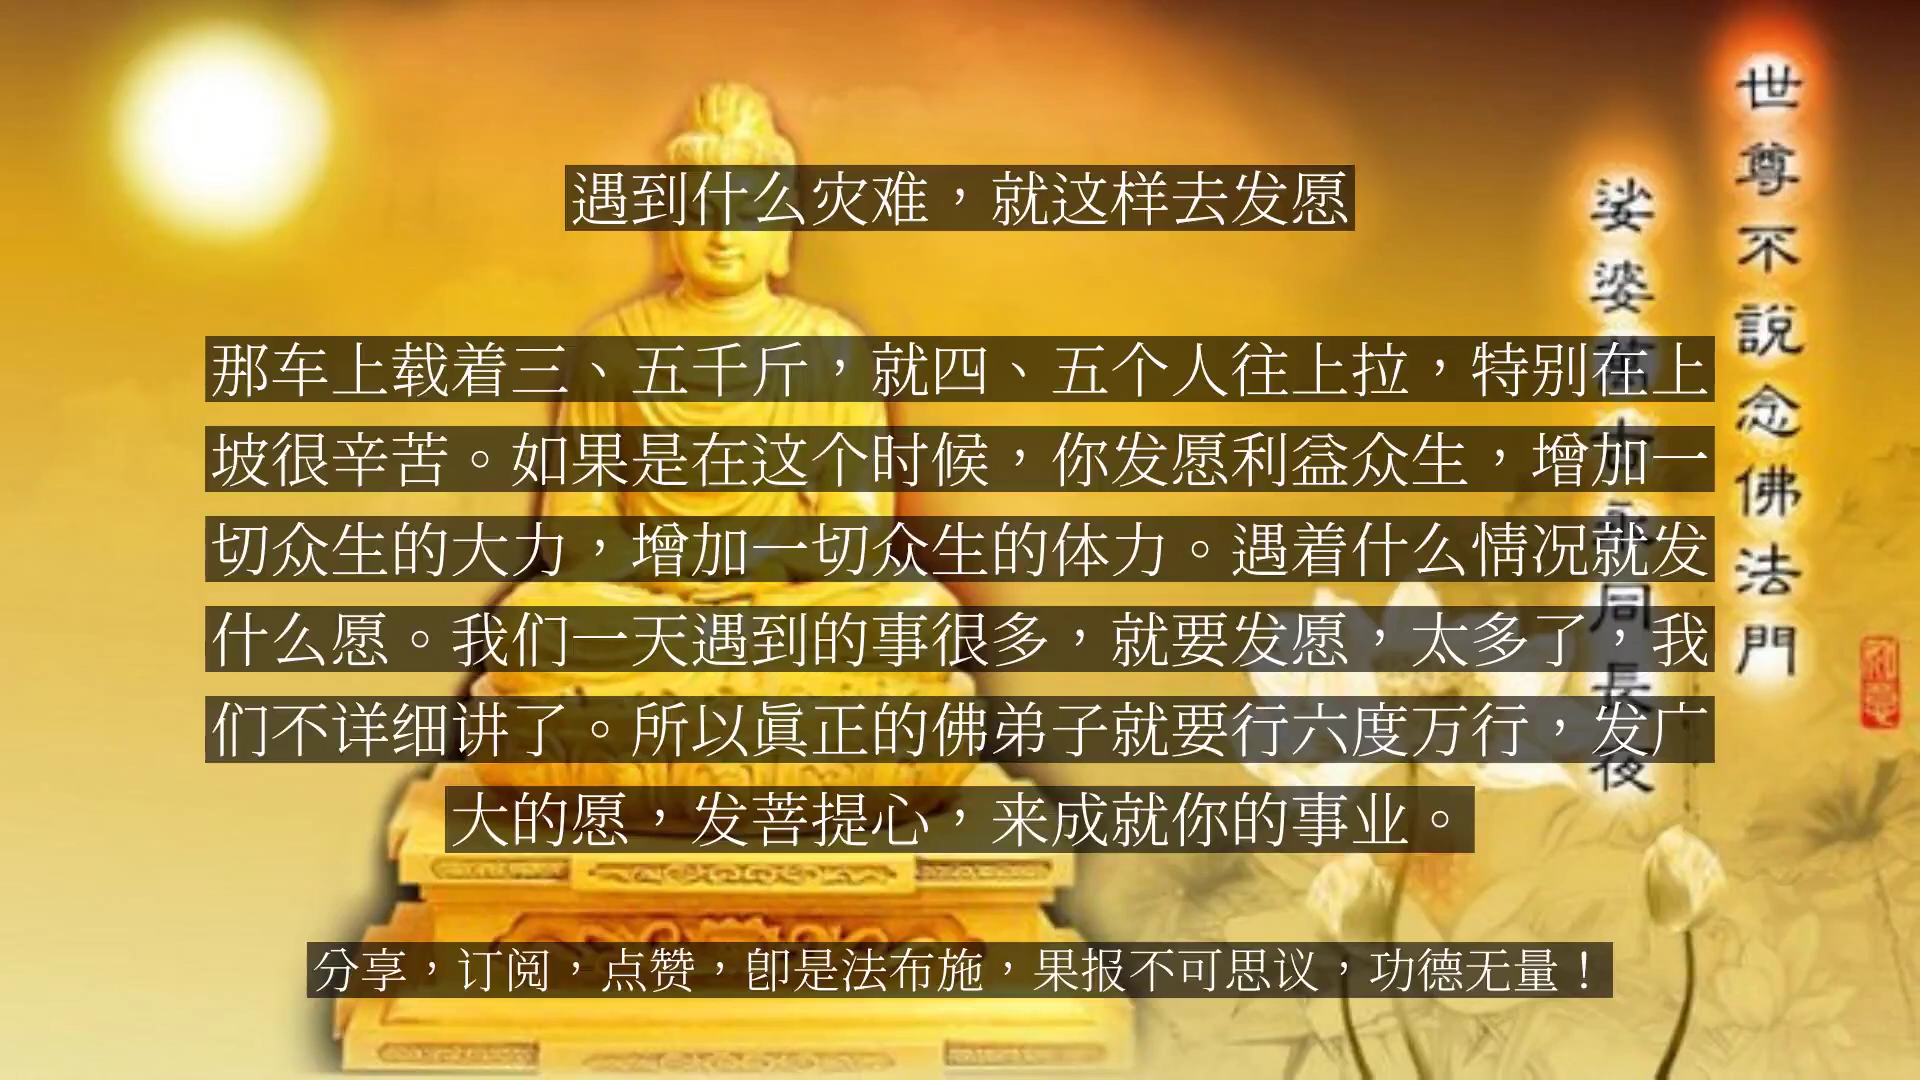 遇到什么灾难，就这样去发愿
那车上载着三、五千斤，就四、五个人往上拉，特别在上
坡很辛苦。如果是在这个时候，你发愿利益众生，增加一
切众生的大力，增加一切众生的体力。遇着什么情况就发
什么愿。我们一天遇到的事很多，就要发愿，太多了，我
们不详细讲了。所以眞正的佛弟子就要行六度万行，发广
大的愿，发菩提心，来成就你的事业。
分享，订阅，点赞，卽是法布施，果报不可思议，功德无量！
世尊不說念佛法門
娑婆萬古永同長夜